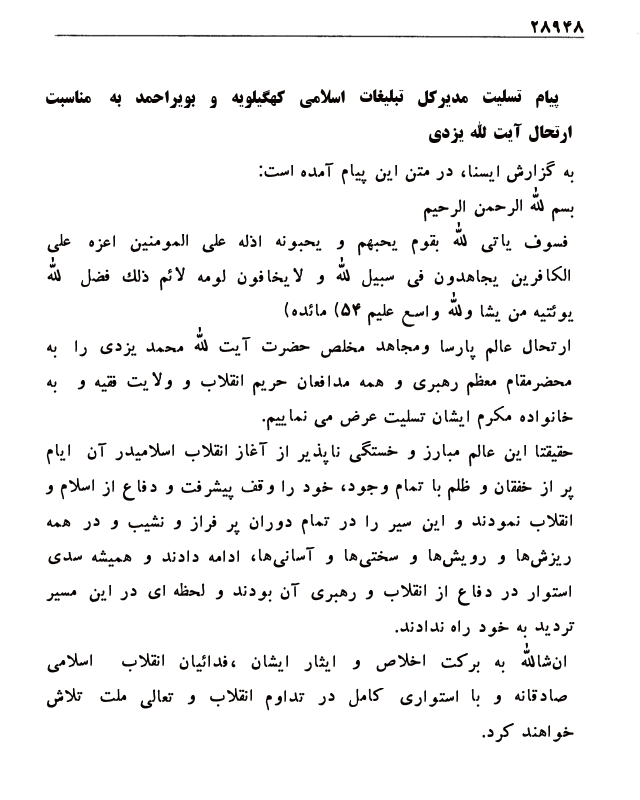 ۲۸۹۴۸
پیام تسلیت مدیرکل تبلیغات اسلامی کهگیلویه و بویراحمد به مناسبت
ارتحال آیت لله یزدی
به گزارش ایسنا، در متن این پیام آمده است:
بسم لله الرحمن الرحیم
فسوف یاتی لله بقوم یحبهم و یحبونه اذله علی المومنین اعزه علی
الکافرین یجاهدون فی سبیل لله و لایخافون لومه لائم ذلك فضل لله
یوئتیه من یشا ولله واسع علیم ۵۴) مائده)
ارتحال عالم پارسا ومجاهد مخلص حضرت آیت لله محمد یزدی را به
محضرمقام معظم رهبری و همه مدافعان حریم انقلاب و ولایت فقیه و به
خانواده مکرم ایشان تسلیت عرض می نماییم.
حقیقتا این عالم مبارز و خستگی ناپذیر از آغاز انقلاب اسلامیدر آن ایام
پر از خفقان و ظلم با تمام وجود، خود را وقف پیشرفت و دفاع از اسلام و
انقلاب نمودند و این سیر را در تمام دوران پر فراز و نشیب و در همه
ریزش‌ها و رویش‌ها و سختی‌ها و آسانی‌ها، ادامه دادند و همیشه سدی
استوار در دفاع از انقلاب و رهبری آن بودند و لحظه ای در این مسیر
تردید به خود راه ندادند.
ان‌شالله به برکت اخلاص و ایثار ایشان ،فدائیان انقلاب اسلامی
صادقانه و با استواری کامل در تداوم انقلاب و تعالی ملت تلاش
خواهند کرد.